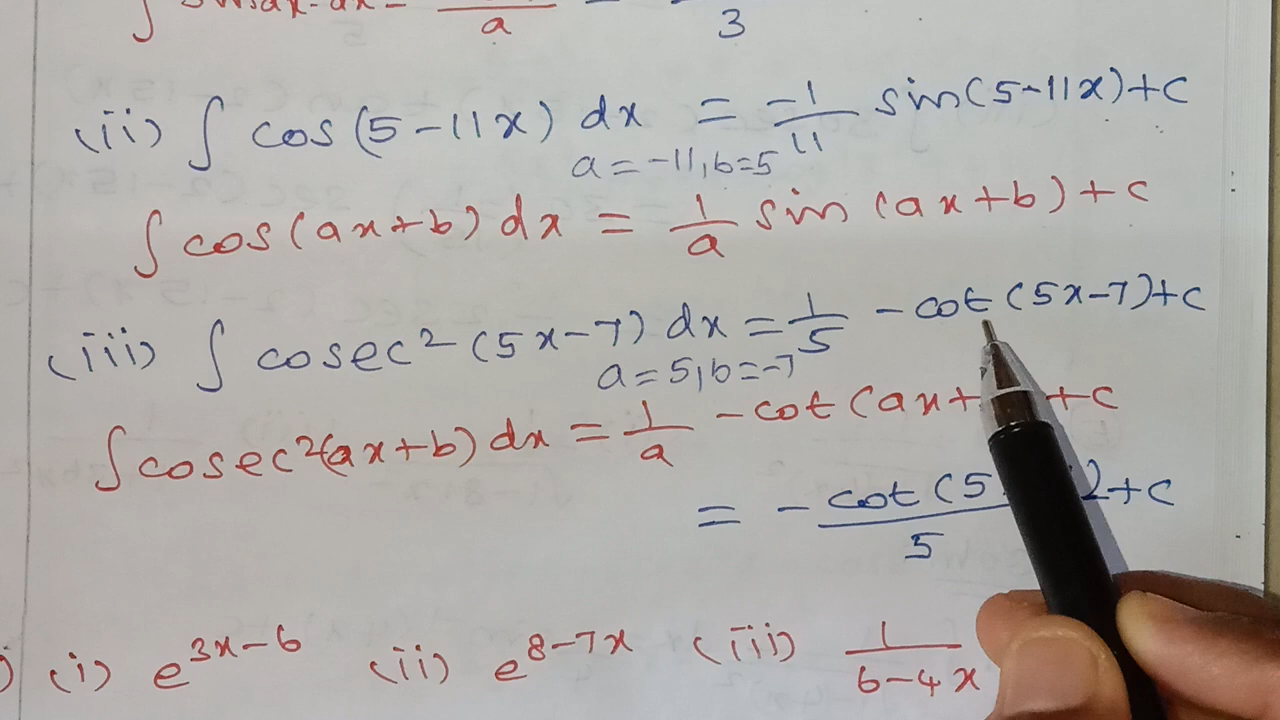 a = 3
(ii) ∫ cos(5-11x) dx = -1/11 sin(5-11x)+c
a=-11, b=5
∫ cos(ax+b) dx = 1/a sin(ax+b)+c
(iii) ∫ cosec²(5x-7) dx = 1/5 -cot(5x-7)+c
a=5, b=-7
∫ cosec²(ax+b) dx = 1/a -cot(ax+ +c
= -cot(5 )+c/5
(i) e^(3x-6) (ii) e^(8-7x) (iii) 1/(6-4x